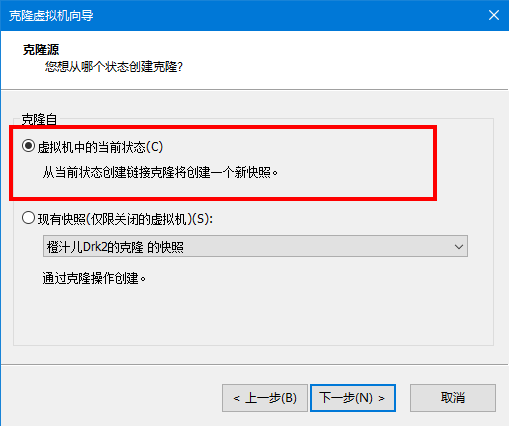 克隆虚拟机向导
克隆源
您想从哪个状态创建克隆?
克隆自
虚拟机中的当前状态(C)
从当前状态创建链接克隆将创建一个新快照。
现有快照(仅限关闭的虚拟机)(S):
橙汁儿Drk2的克隆 的快照
通过克隆操作创建。
< 上一步(B)
下一步(N) >
取消